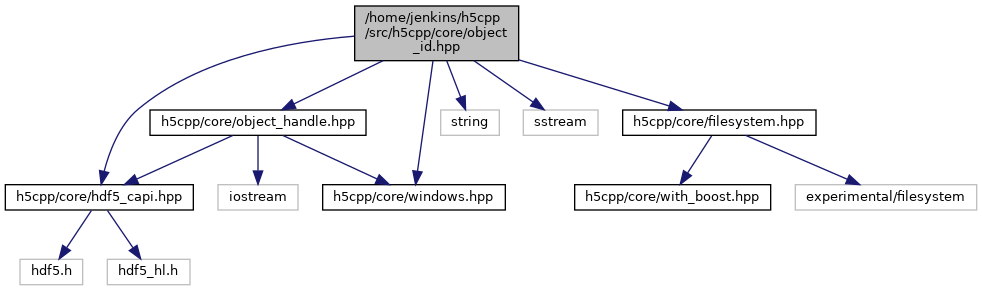 /home/jenkins/h5cpp
/src/h5cpp/core/object
_id.hpp
h5cpp/core/object_handle.hpp
string
sstream
h5cpp/core/filesystem.hpp
h5cpp/core/hdf5_capi.hpp
iostream
h5cpp/core/windows.hpp
h5cpp/core/with_boost.hpp
experimental/filesystem
hdf5.h
hdf5_hl.h